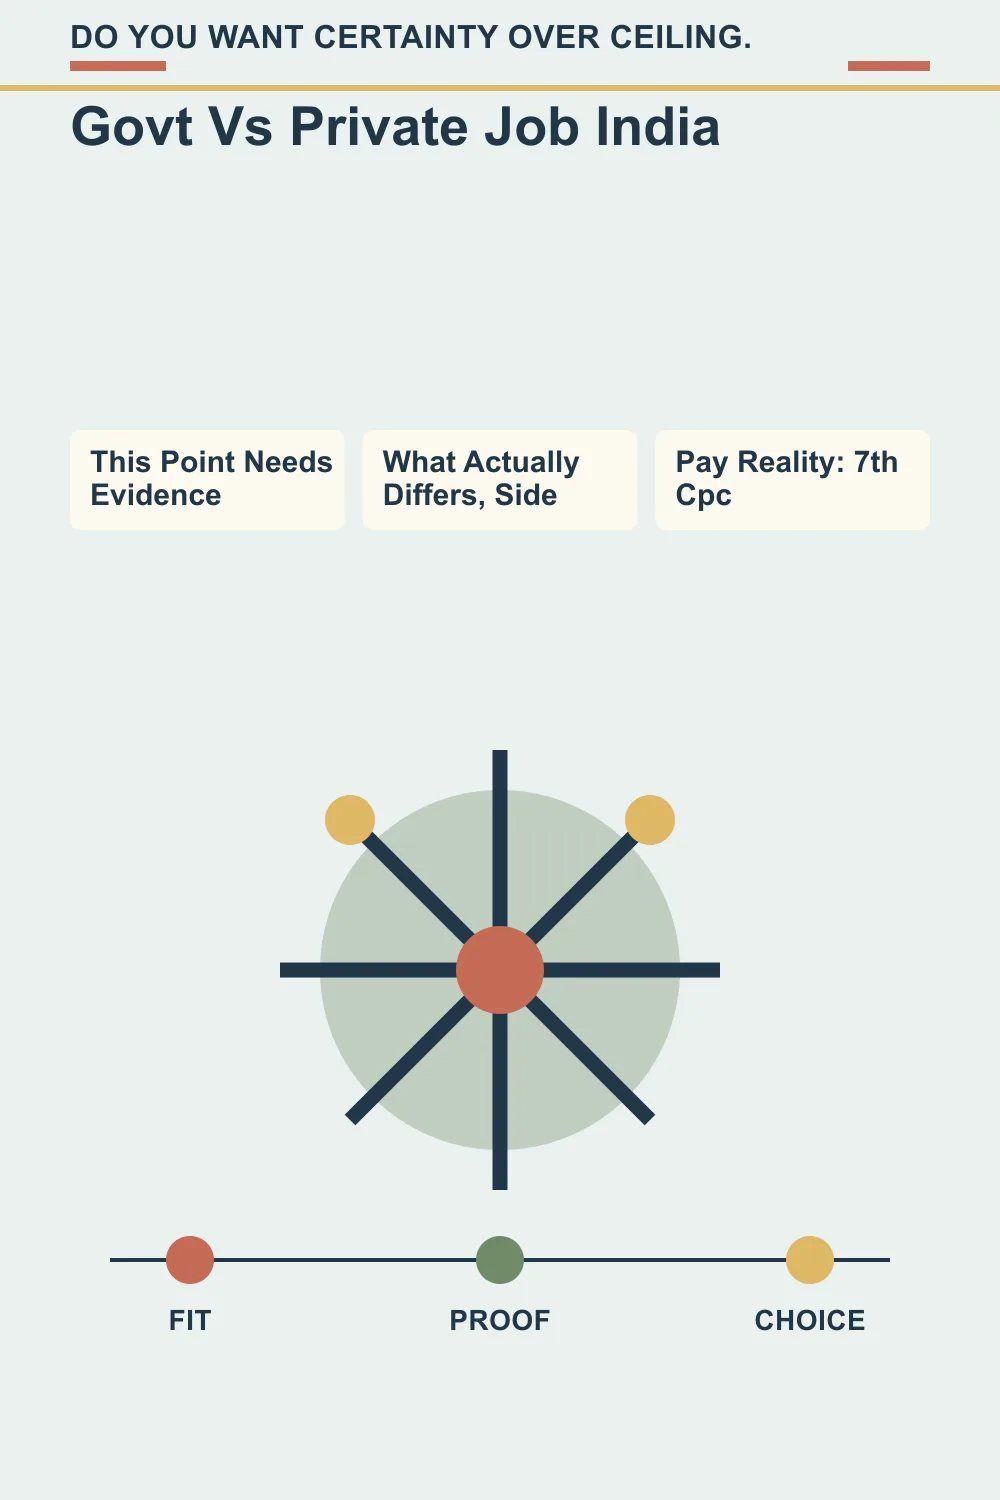 DO YOU WANT CERTAINTY OVER CEILING.
Govt Vs Private Job India
This Point Needs
Evidence
What Actually
Differs, Side
Pay Reality: 7th
Cpc
FIT
PROOF
CHOICE